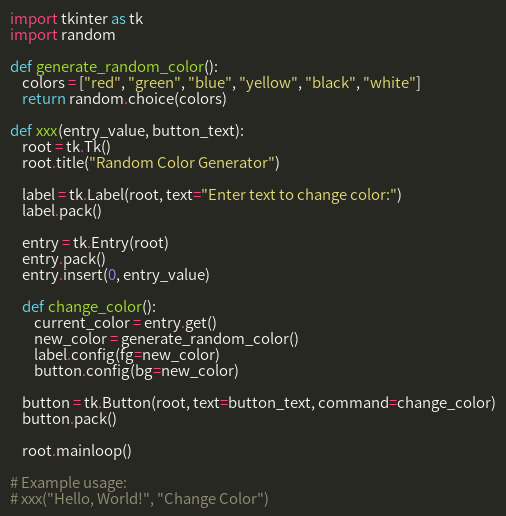 import tkinter as tk
import random

def generate_random_color():
    colors = ["red", "green", "blue", "yellow", "black", "white"]
    return random.choice(colors)

def xxx(entry_value, button_text):
    root = tk.Tk()
    root.title("Random Color Generator")

    label = tk.Label(root, text="Enter text to change color:")
    label.pack()

    entry = tk.Entry(root)
    entry.pack()
    entry.insert(0, entry_value)

    def change_color():
        current_color = entry.get()
        new_color = generate_random_color()
        label.config(fg=new_color)
        button.config(bg=new_color)

    button = tk.Button(root, text=button_text, command=change_color)
    button.pack()

    root.mainloop()

# Example usage:
# xxx("Hello, World!", "Change Color")